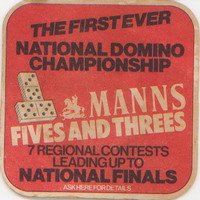 THE FIRST EVER
NATIONAL DOMINO
CHAMPIONSHIP
MANNS
FIVES AND THREES
7 REGIONAL CONTESTS
LEADING UP TO
NATIONAL FINALS
ASK HERE FOR DETAILS